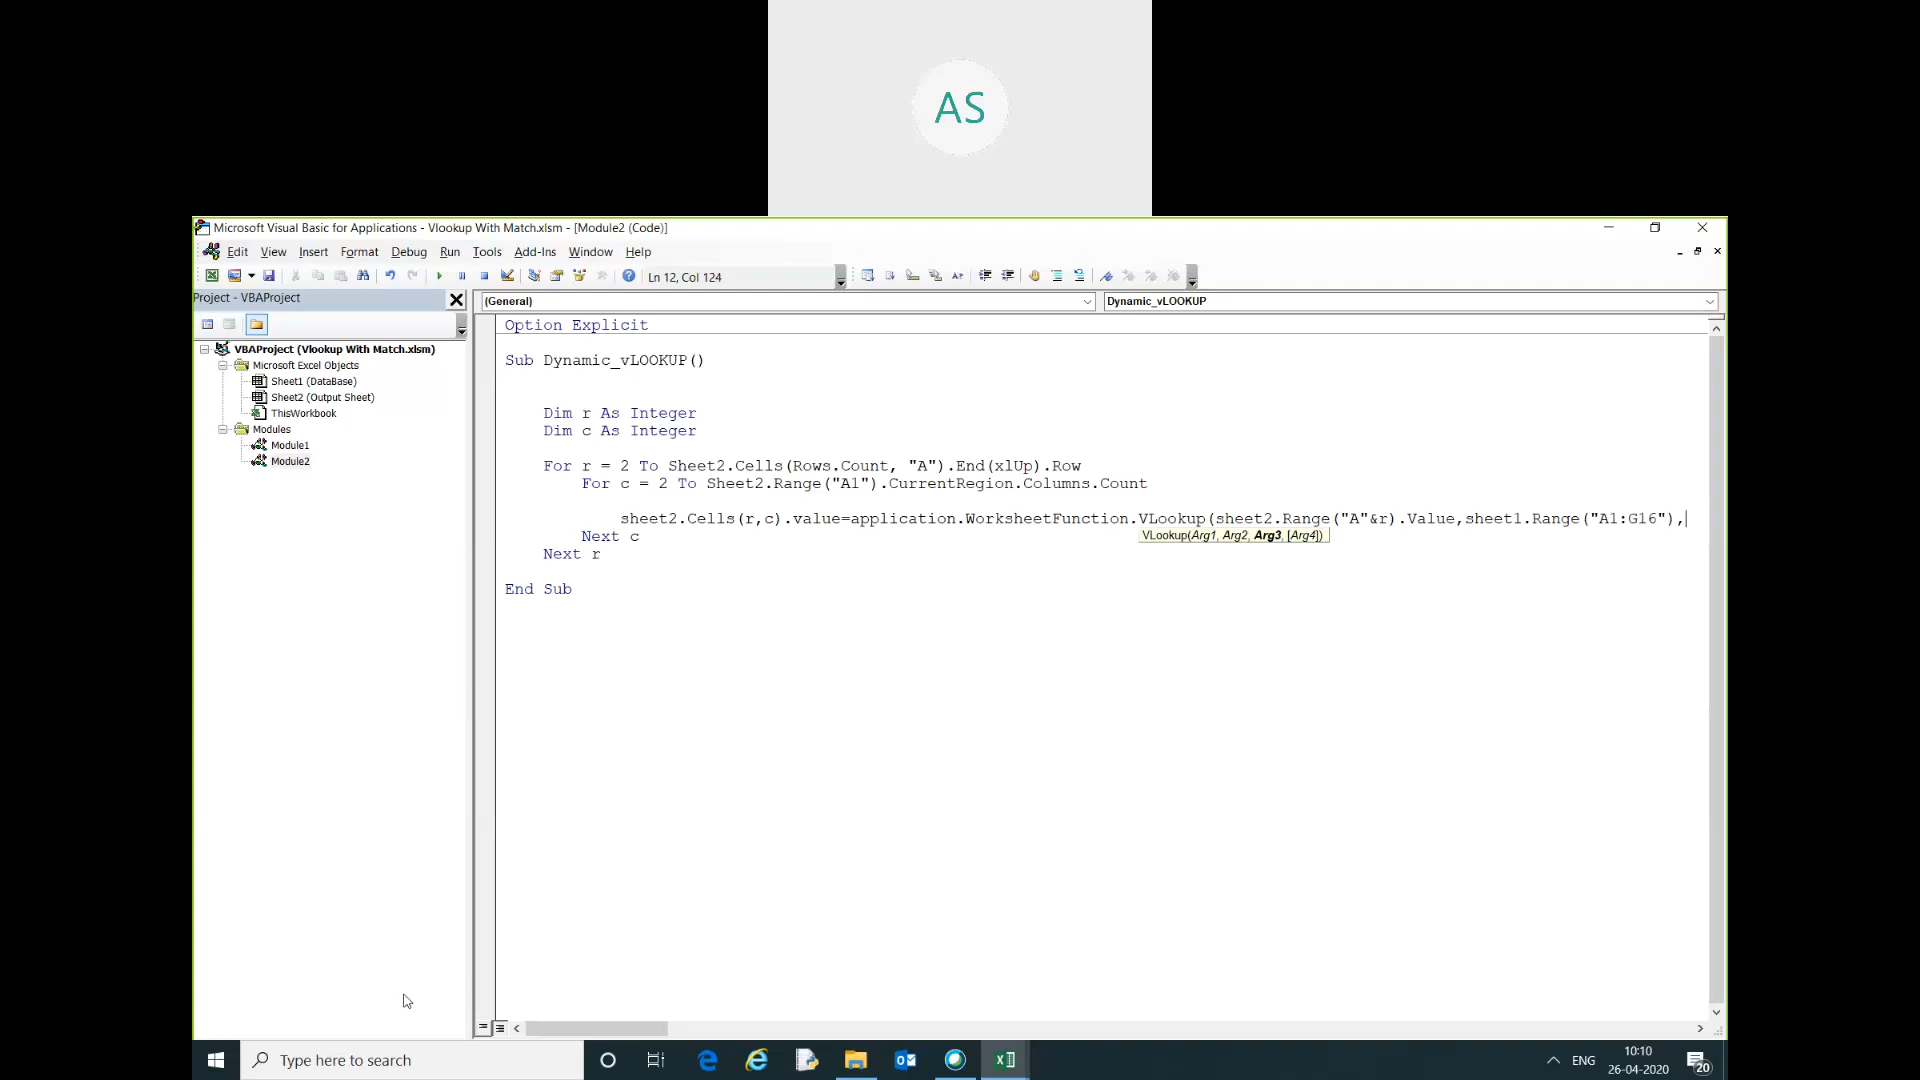 AS
Microsoft Visual Basic for Applications - Vlookup With Match.xlsm - [Module2 (Code)]
Edit View Insert Format Debug Run Tools Add-Ins Window Help
Ln 12, Col 124
Project - VBAProject
(General) Dynamic_vLOOKUP
VBAProject (Vlookup With Match.xlsm)
Microsoft Excel Objects
Sheet1 (DataBase)
Sheet2 (Output Sheet)
ThisWorkbook
Modules
Module1
Module2
Option Explicit
Sub Dynamic_vLOOKUP()
Dim r As Integer
Dim c As Integer
For r = 2 To Sheet2.Cells(Rows.Count, "A").End(xlUp).Row
For c = 2 To Sheet2.Range("A1").CurrentRegion.Columns.Count
sheet2.Cells(r,c).value=application.WorksheetFunction.VLookup(sheet2.Range("A"&r).Value,sheet1.Range("A1:G16"),
VLookup(Arg1, Arg2, Arg3, [Arg4])
Next c
Next r
End Sub
Type here to search
ENG
10:10
26-04-2020
20